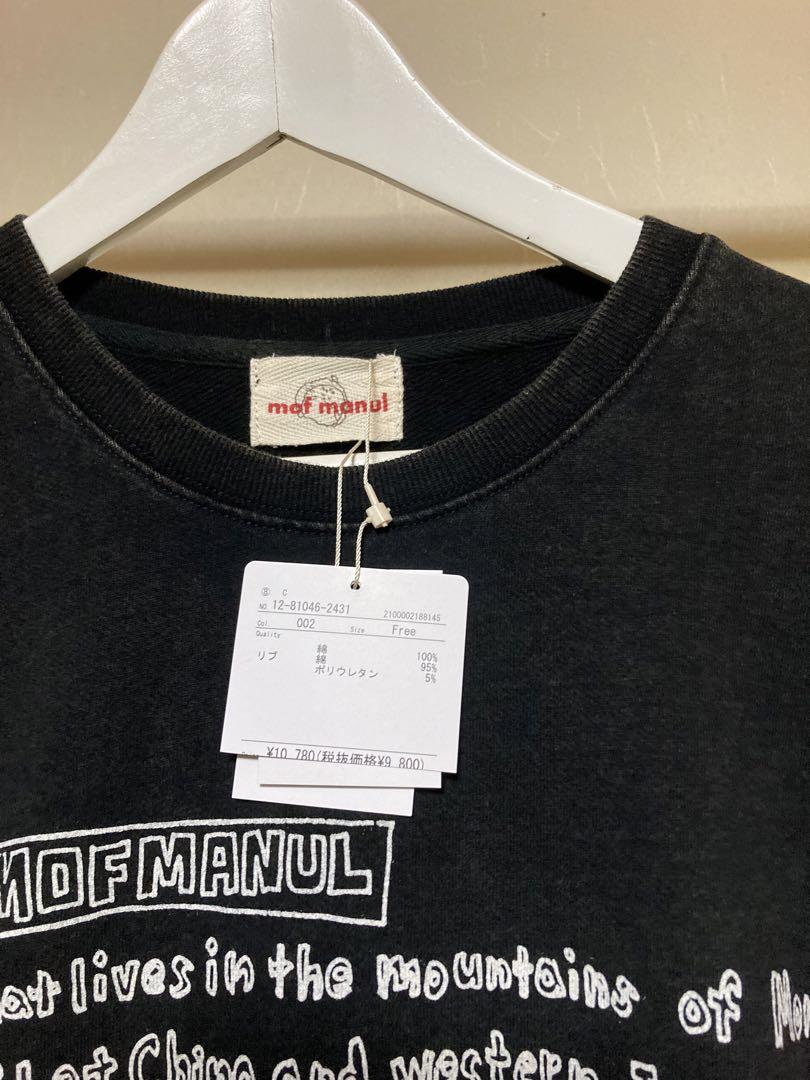 mof manul
⑧ C
NO 12-81046-2431 2100002188145
Col. 002 Size Free
Quality
綿 100%
リブ 綿 95%
ポリウレタン 5%
¥10,780(税抜価格¥9,800)
MOFMANUL
lives in the mountains of
China and western